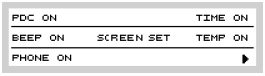 PDC ON TIME ON
BEEP ON SCREEN SET TEMP ON
PHONE ON